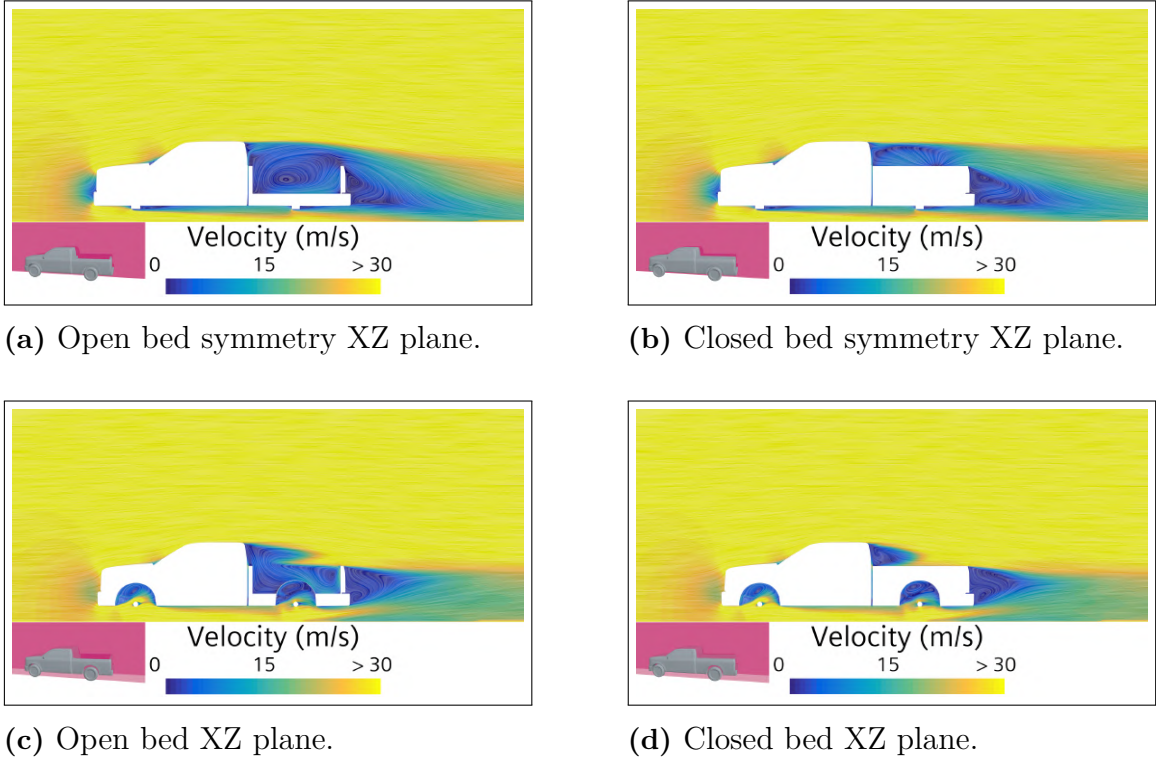 Velocity (m/s)
0 15 > 30
(a) Open bed symmetry XZ plane.
Velocity (m/s)
0 15 > 30
(b) Closed bed symmetry XZ plane.
Velocity (m/s)
0 15 > 30
(c) Open bed XZ plane.
Velocity (m/s)
0 15 > 30
(d) Closed bed XZ plane.